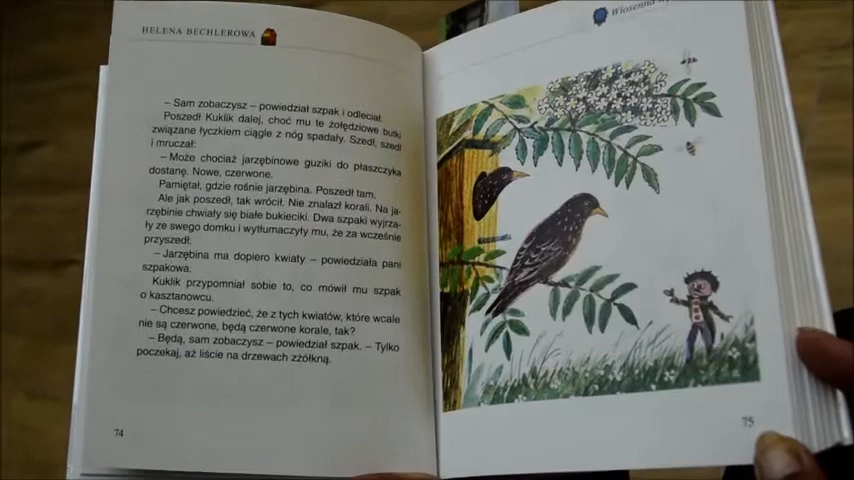 HELENA BECHLEROWA
– Sam zobaczysz – powiedział szpak i odleciał.
Poszedł Kuklik dalej, choć mu te żołędziowe butki
związane łyczkiem ciągle z nóg spadały. Szedł, szedł
i mruczał:
– Może chociaż jarzębinowe guziki do płaszczyka
dostanę. Nowe, czerwone.
Pamiętał, gdzie rośnie jarzębina. Poszedł tam.
Ale jak poszedł, tak wrócił. Nie znalazł korali. Na ja-
rzębinie chwiały się białe bukieciki. Dwa szpaki wyjrza-
ły ze swego domku i wytłumaczyły mu, że za wcześnie
przyszedł.
– Jarzębina ma dopiero kwiaty – powiedziała pani
szpakowa.
Kuklik przypomniał sobie to, co mówił mu szpak
o kasztanowcu.
– Chcesz powiedzieć, że z tych kwiatów, które wcale
nie są czerwone, będą czerwone korale, tak?
– Będą, sam zobaczysz – powiedział szpak. – Tylko
poczekaj, aż liście na drzewach zżółkną.
74
Wiosenna
75